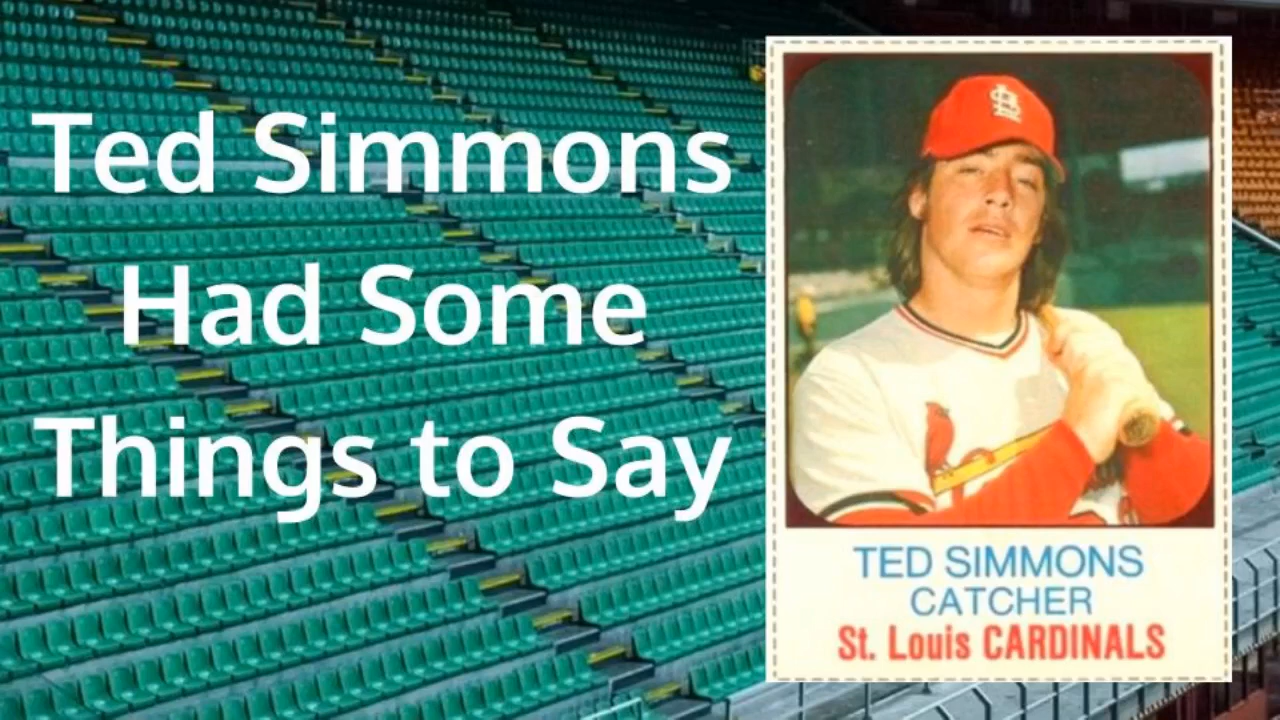 Ted Simmons
Had Some
Things to Say
TED SIMMONS
CATCHER
St. Louis CARDINALS